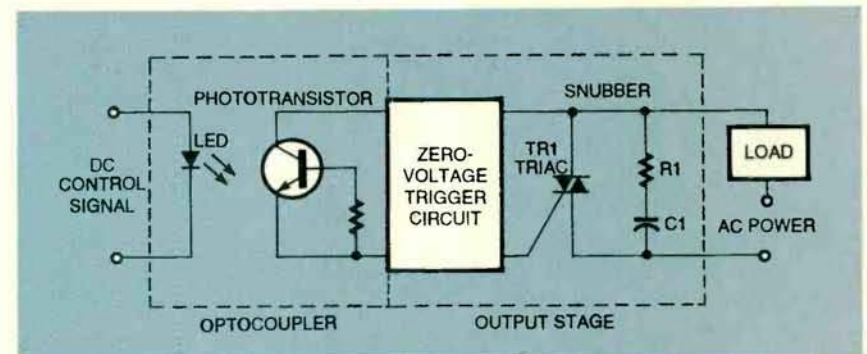 PHOTOTRANSISTOR
LED
DC
CONTROL
SIGNAL
ZERO-
VOLTAGE
TRIGGER
CIRCUIT
SNUBBER
TR1
TRIAC
R1
C1
LOAD
AC POWER
OPTOCOUPLER
OUTPUT STAGE